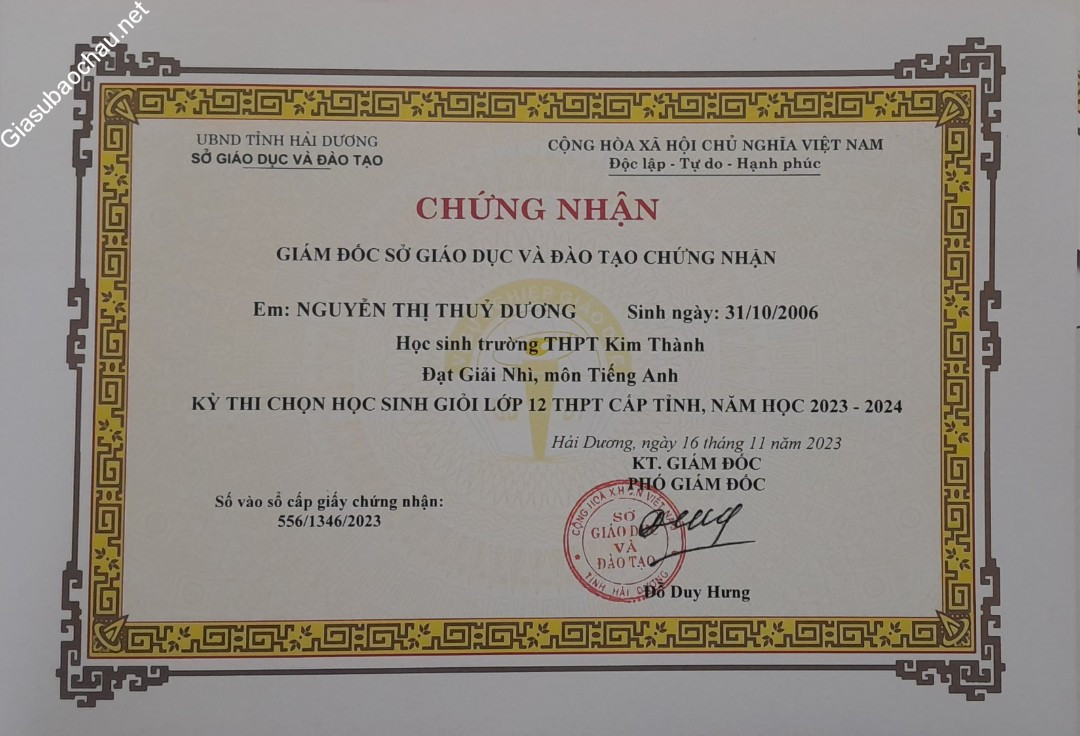 Giasubaochau.net
UBND TỈNH HẢI DƯƠNG
SỞ GIÁO DỤC VÀ ĐÀO TẠO
CỘNG HÒA XÃ HỘI CHỦ NGHĨA VIỆT NAM
Độc lập - Tự do - Hạnh phúc
CHỨNG NHẬN
GIÁM ĐỐC SỞ GIÁO DỤC VÀ ĐÀO TẠO CHỨNG NHẬN
Em: NGUYỄN THỊ THUỲ DƯƠNG Sinh ngày: 31/10/2006
Học sinh trường THPT Kim Thành
Đạt Giải Nhì, môn Tiếng Anh
KỲ THI CHỌN HỌC SINH GIỎI LỚP 12 THPT CẤP TỈNH, NĂM HỌC 2023 - 2024
Hải Dương, ngày 16 tháng 11 năm 2023
KT. GIÁM ĐỐC
PHÓ GIÁM ĐỐC
Số vào sổ cấp giấy chứng nhận:
556/1346/2023
SỞ
GIÁO DỤC
VÀ
ĐÀO TẠO
TỈNH HẢI DƯƠNG
Đỗ Duy Hưng